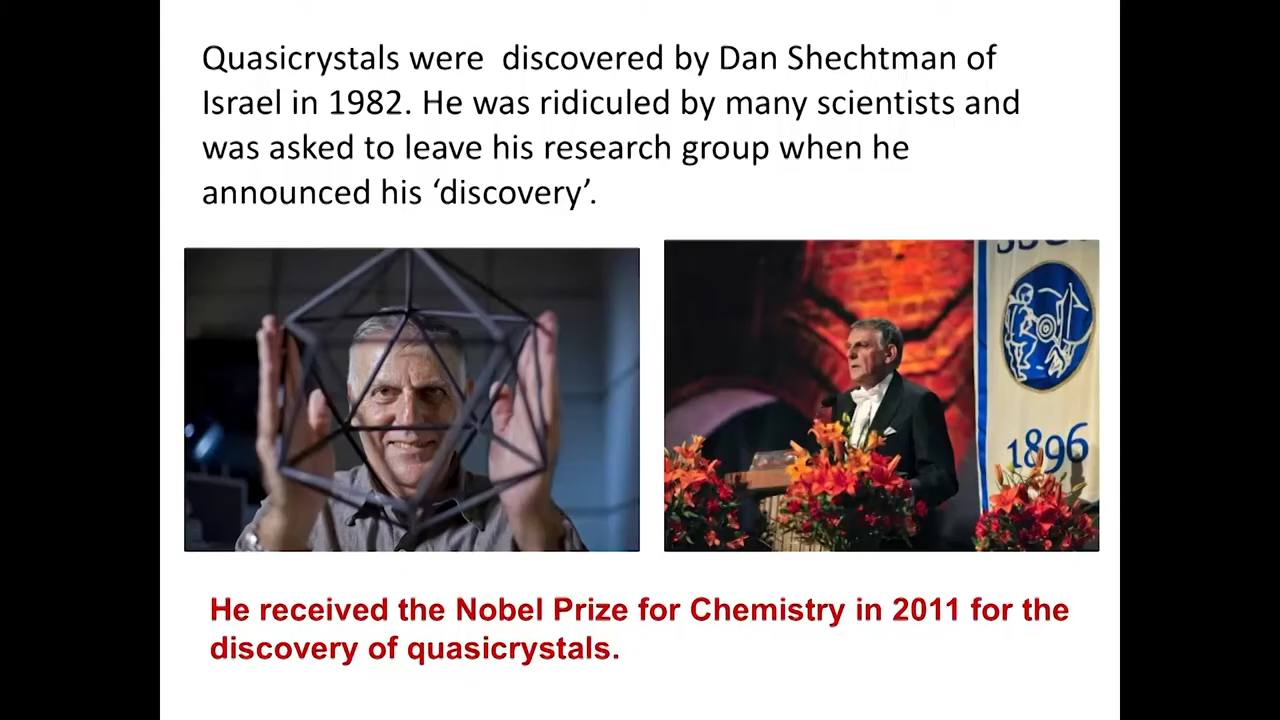 Quasicrystals were  discovered by Dan Shechtman of
Israel in 1982. He was ridiculed by many scientists and
was asked to leave his research group when he
announced his ‘discovery’.
1896
He received the Nobel Prize for Chemistry in 2011 for the
discovery of quasicrystals.